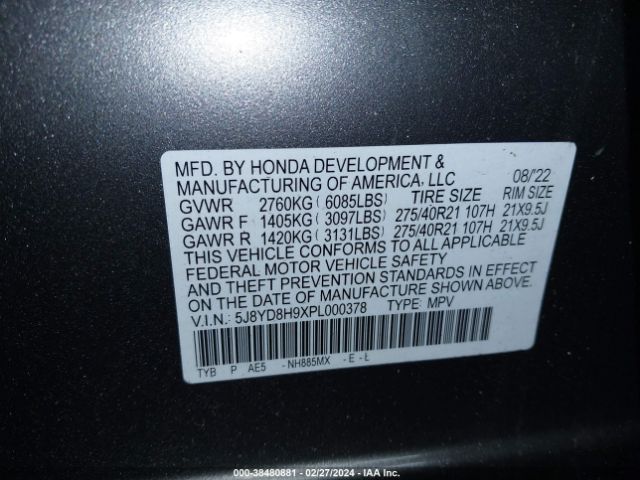 MFD. BY HONDA DEVELOPMENT &
MANUFACTURING OF AMERICA, LLC 08/'22
GVWR 2760KG ( 6085LBS) TIRE SIZE RIM SIZE
GAWR F 1405KG ( 3097LBS) 275/40R21 107H 21X9.5J
GAWR R 1420KG ( 3131LBS) 275/40R21 107H 21X9.5J
THIS VEHICLE CONFORMS TO ALL APPLICABLE
FEDERAL MOTOR VEHICLE SAFETY
AND THEFT PREVENTION STANDARDS IN EFFECT
ON THE DATE OF MANUFACTURE SHOWN ABOVE.
V.I.N.: 5J8YD8H9XPL000378 TYPE: MPV
TYB P AE5 - NH885MX - E - Ł
000-38480881 - 02/27/2024 - IAA Inc.